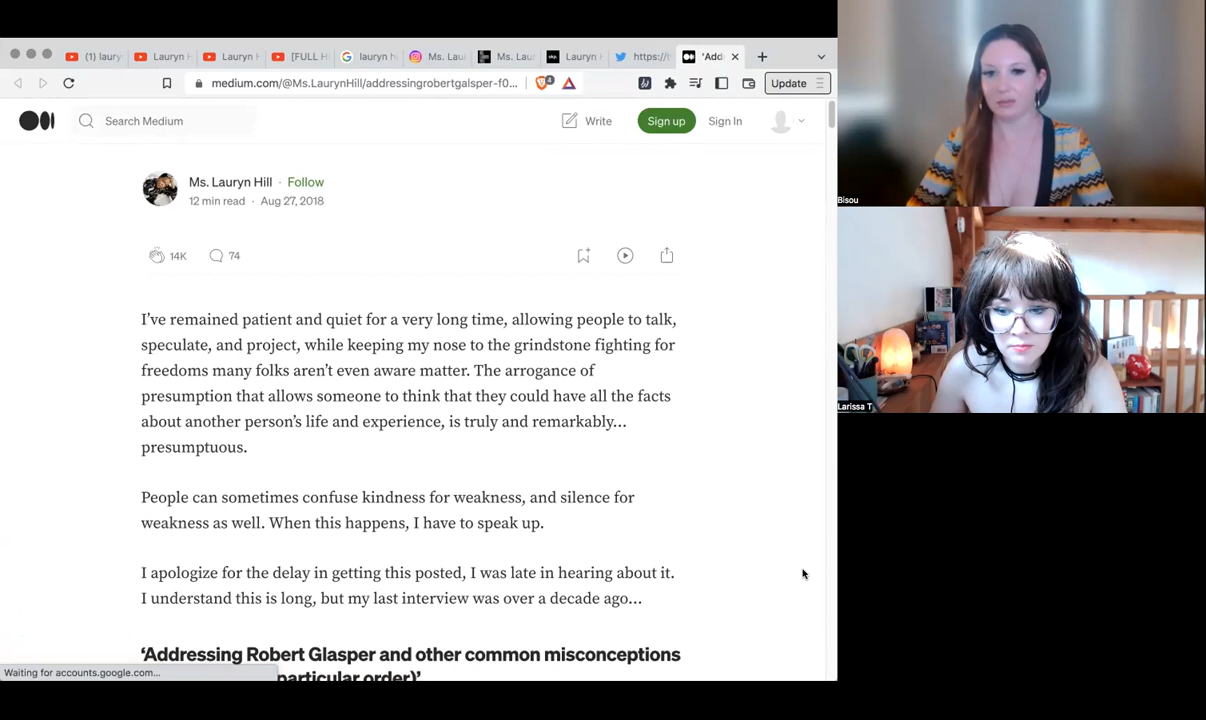 (1) laury
Lauryn H
Lauryn H
[FULL H
lauryn h
Ms. Lau
Ms. Lau
Lauryn
https://t
'Add
medium.com/@Ms.LaurynHill/addressingrobertgalsper-f0...
4
Update
Search Medium
Write
Sign up
Sign In
Ms. Lauryn Hill · Follow
12 min read · Aug 27, 2018
14K
74
I've remained patient and quiet for a very long time, allowing people to talk,
speculate, and project, while keeping my nose to the grindstone fighting for
freedoms many folks aren't even aware matter. The arrogance of
presumption that allows someone to think that they could have all the facts
about another person's life and experience, is truly and remarkably…
presumptuous.
People can sometimes confuse kindness for weakness, and silence for
weakness as well. When this happens, I have to speak up.
I apologize for the delay in getting this posted, I was late in hearing about it.
I understand this is long, but my last interview was over a decade ago…
'Addressing Robert Glasper and other common misconceptions
particular order)'
Waiting for accounts.google.com...
Bisou
Larissa T